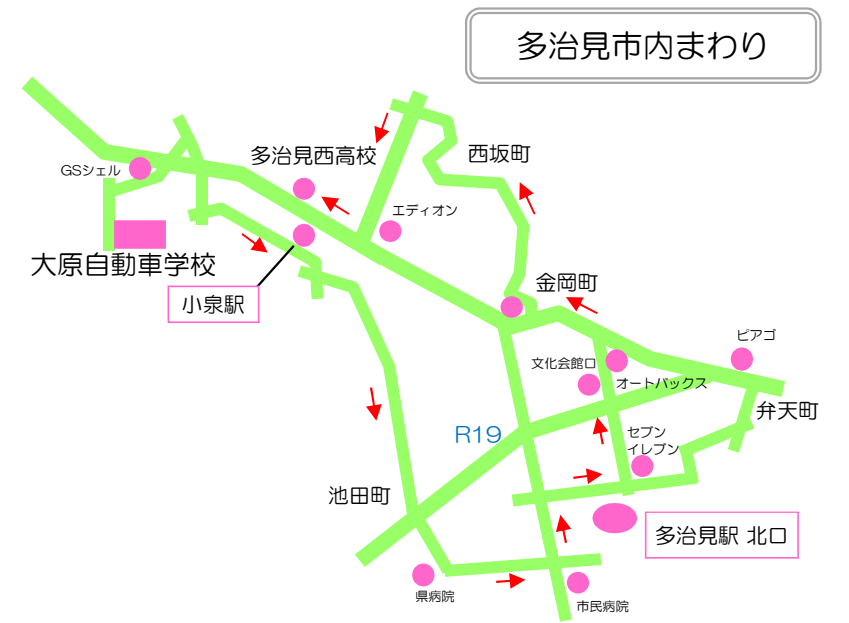 多治見市内まわり
多治見西高校
西坂町
GSシェル
エディオン
大原自動車学校
小泉駅
金岡町
ピアゴ
文化会館口
オートバックス
弁天町
R19
セブン
イレブン
池田町
多治見駅 北口
県病院
市民病院